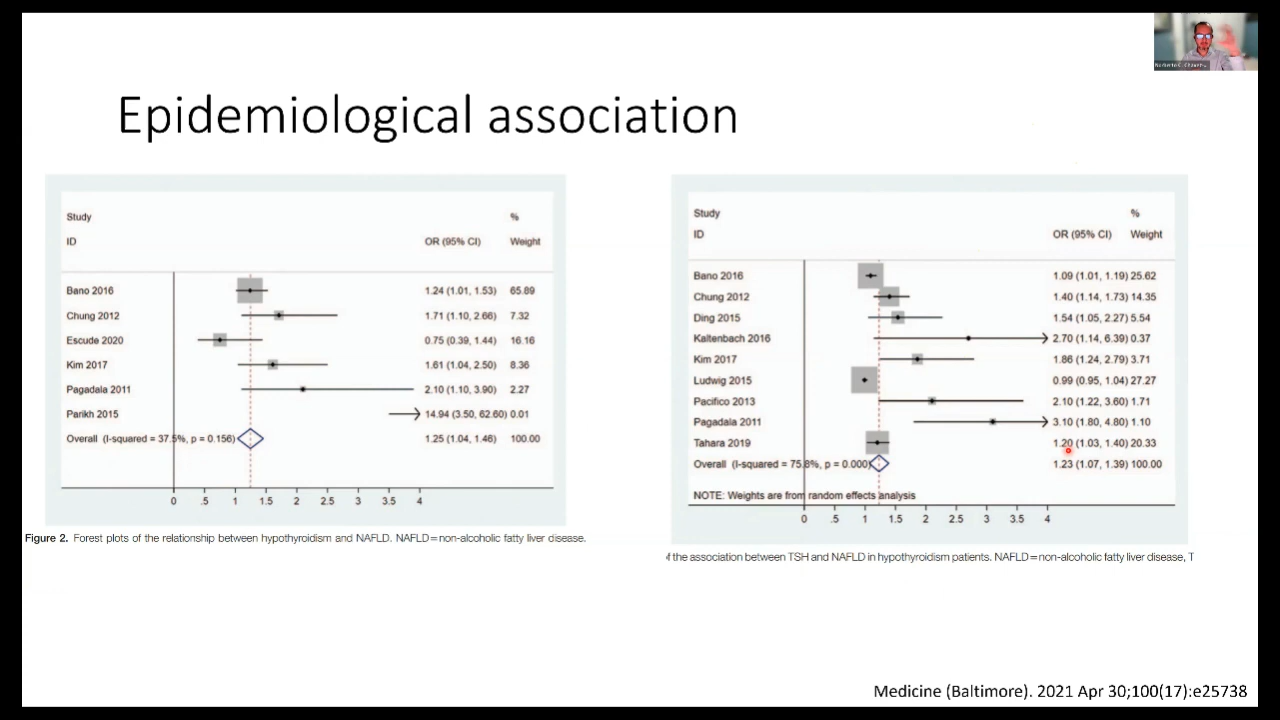 Epidemiological association
Study %
ID OR (95% CI) Weight
Bano 2016 1.24 (1.01, 1.53) 65.89
Chung 2012 1.71 (1.10, 2.66) 7.32
Escude 2020 0.75 (0.39, 1.44) 16.16
Kim 2017 1.61 (1.04, 2.50) 8.36
Pagadala 2011 2.10 (1.10, 3.90) 2.27
Parikh 2015 14.94 (3.50, 62.60) 0.01
Overall (I-squared = 37.5%, p = 0.156) 1.25 (1.04, 1.46) 100.00
0 .5 1 1.5 2 2.5 3 3.5 4
Figure 2. Forest plots of the relationship between hypothyroidism and NAFLD. NAFLD=non-alcoholic fatty liver disease.
Study %
ID OR (95% CI) Weight
Bano 2016 1.09 (1.01, 1.19) 25.62
Chung 2012 1.40 (1.14, 1.73) 14.35
Ding 2015 1.54 (1.05, 2.27) 5.54
Kaltenbach 2016 2.70 (1.14, 6.39) 0.37
Kim 2017 1.86 (1.24, 2.79) 3.71
Ludwig 2015 0.99 (0.95, 1.04) 27.27
Pacifico 2013 2.10 (1.22, 3.60) 1.71
Pagadala 2011 3.10 (1.80, 4.80) 1.10
Tahara 2019 1.20 (1.03, 1.40) 20.33
Overall (I-squared = 75.8%, p = 0.000) 1.23 (1.07, 1.39) 100.00
NOTE: Weights are from random effects analysis
0 .5 1 1.5 2 2.5 3 3.5 4
of the association between TSH and NAFLD in hypothyroidism patients. NAFLD=non-alcoholic fatty liver disease, T
Medicine (Baltimore). 2021 Apr 30;100(17):e25738